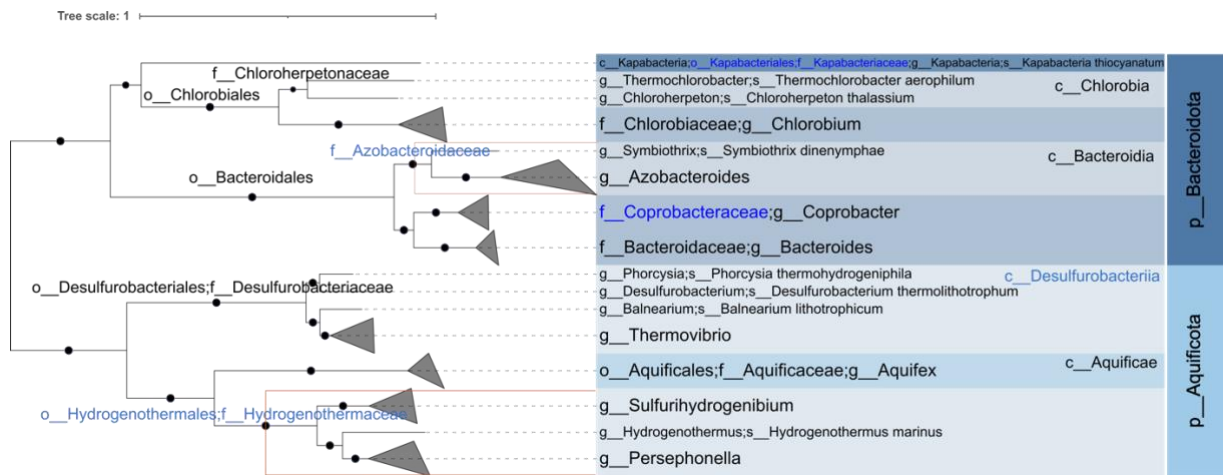 Tree scale: 1
c__Kapabacteria;o__Kapabacteriales;f__Kapabacteriaceae;g__Kapabacteria;s__Kapabacteria thiocyanatum
f__Chloroherpetonaceae
g__Thermochlorobacter;s__Thermochlorobacter aerophilum
c__Chlorobia
o__Chlorobiales
g__Chloroherpeton;s__Chloroherpeton thalassium
f__Chlorobiaceae;g__Chlorobium
f__Azobacteroidaceae
g__Symbiothrix;s__Symbiothrix dinenymphae
c__Bacteroidia
o__Bacteroidales
g__Azobacteroides
p__Bacteroidota
f__Coprobacteraceae;g__Coprobacter
f__Bacteroidaceae;g__Bacteroides
g__Phorcysia;s__Phorcysia thermohydrogeniphila
c__Desulfurobacteriia
o__Desulfurobacteriales;f__Desulfurobacteriaceae
g__Desulfurobacterium;s__Desulfurobacterium thermolithotrophum
g__Balnearium;s__Balnearium lithotrophicum
g__Thermovibrio
c__Aquificae
o__Aquificales;f__Aquificaceae;g__Aquifex
p__Aquificota
o__Hydrogenothermales;f__Hydrogenothermaceae
g__Sulfurihydrogenibium
g__Hydrogenothermus;s__Hydrogenothermus marinus
g__Persephonella